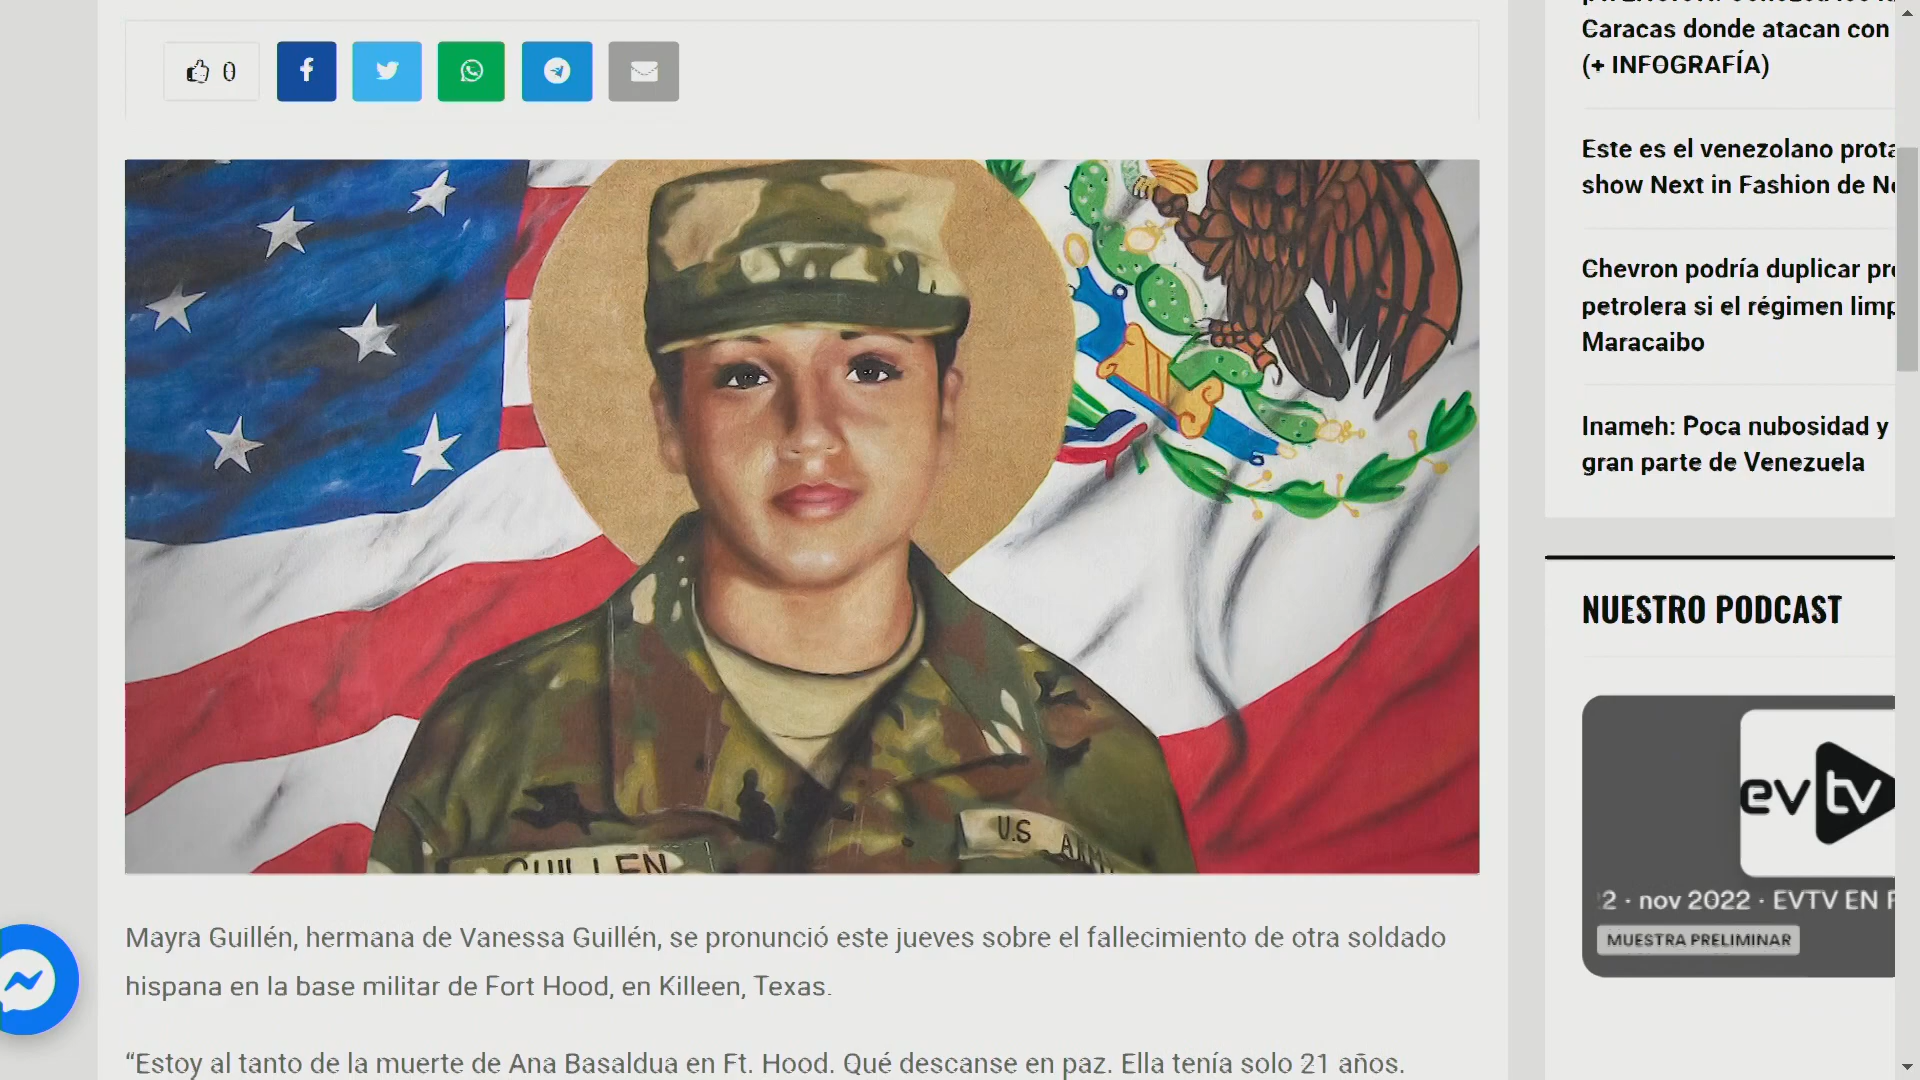 0
Caracas donde atacan con
(+ INFOGRAFÍA)
Este es el venezolano
show Next in Fashion de
Chevron podría duplicar
petrolera si el régimen
Maracaibo
Inameh: Poca nubosidad y
gran parte de Venezuela
NUESTRO PODCAST
evtv
2 · nov 2022 · EVTV EN
MUESTRA PRELIMINAR
GUILLEN
U.S ARMY
Mayra Guillén, hermana de Vanessa Guillén, se pronunció este jueves sobre el fallecimiento de otra soldado
hispana en la base militar de Fort Hood, en Killeen, Texas.
“Estoy al tanto de la muerte de Ana Basaldua en Ft. Hood. Qué descanse en paz. Ella tenía solo 21 años.